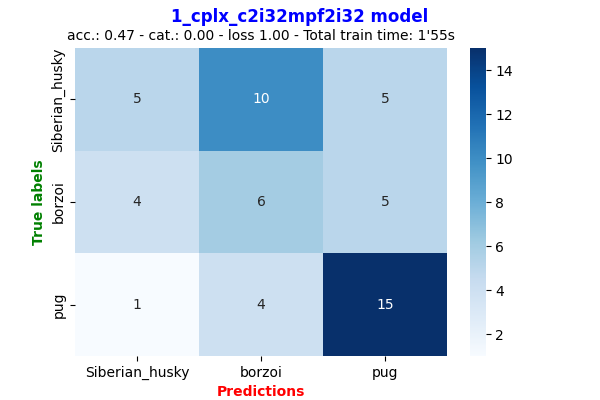 1_cplx_c2i32mpf2i32 model
acc.: 0.47 - cat.: 0.00 - loss 1.00 - Total train time: 1'55s
True labels
Siberian_husky
5 10 5
borzoi
4 6 5
pug
1 4 15
Siberian_husky borzoi pug
Predictions
14
12
10
8
6
4
2